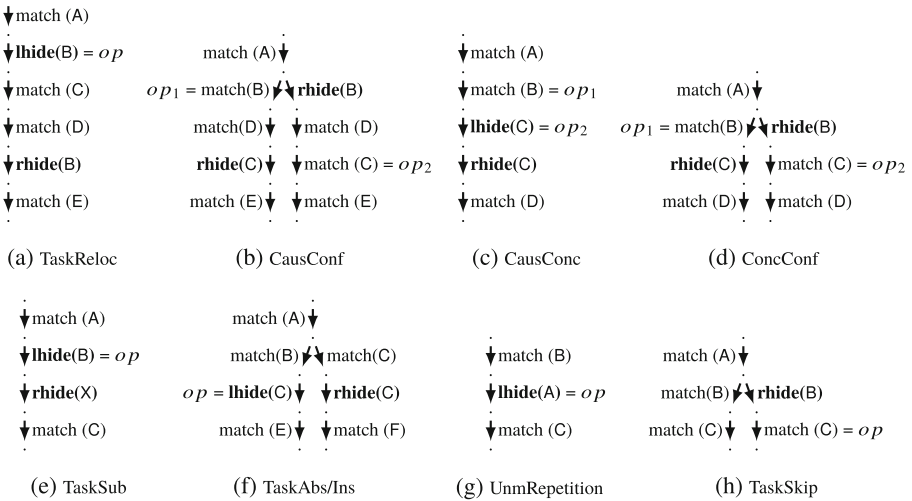 match (A)
lhide(B) = op
match (C)
match (D)
rhide(B)
match (E)
(a) TaskReloc
match (A)
op1 = match(B) rhide(B)
match(D) match (D)
rhide(C) match (C) = op2
match (E) match (E)
(b) CausConf
match (A)
match (B) = op1
lhide(C) = op2
rhide(C)
match (D)
(c) CausConc
match (A)
op1 = match(B) rhide(B)
rhide(C) match (C) = op2
match (D) match (D)
(d) ConcConf
match (A)
lhide(B) = op
rhide(X)
match (C)
(e) TaskSub
match (A)
match(B) match(C)
op = lhide(C) rhide(C)
match (E) match (F)
(f) TaskAbs/Ins
match (B)
lhide(A) = op
match (C)
(g) UnmRepetition
match (A)
match(B) rhide(B)
match (C) match (C) = op
(h) TaskSkip